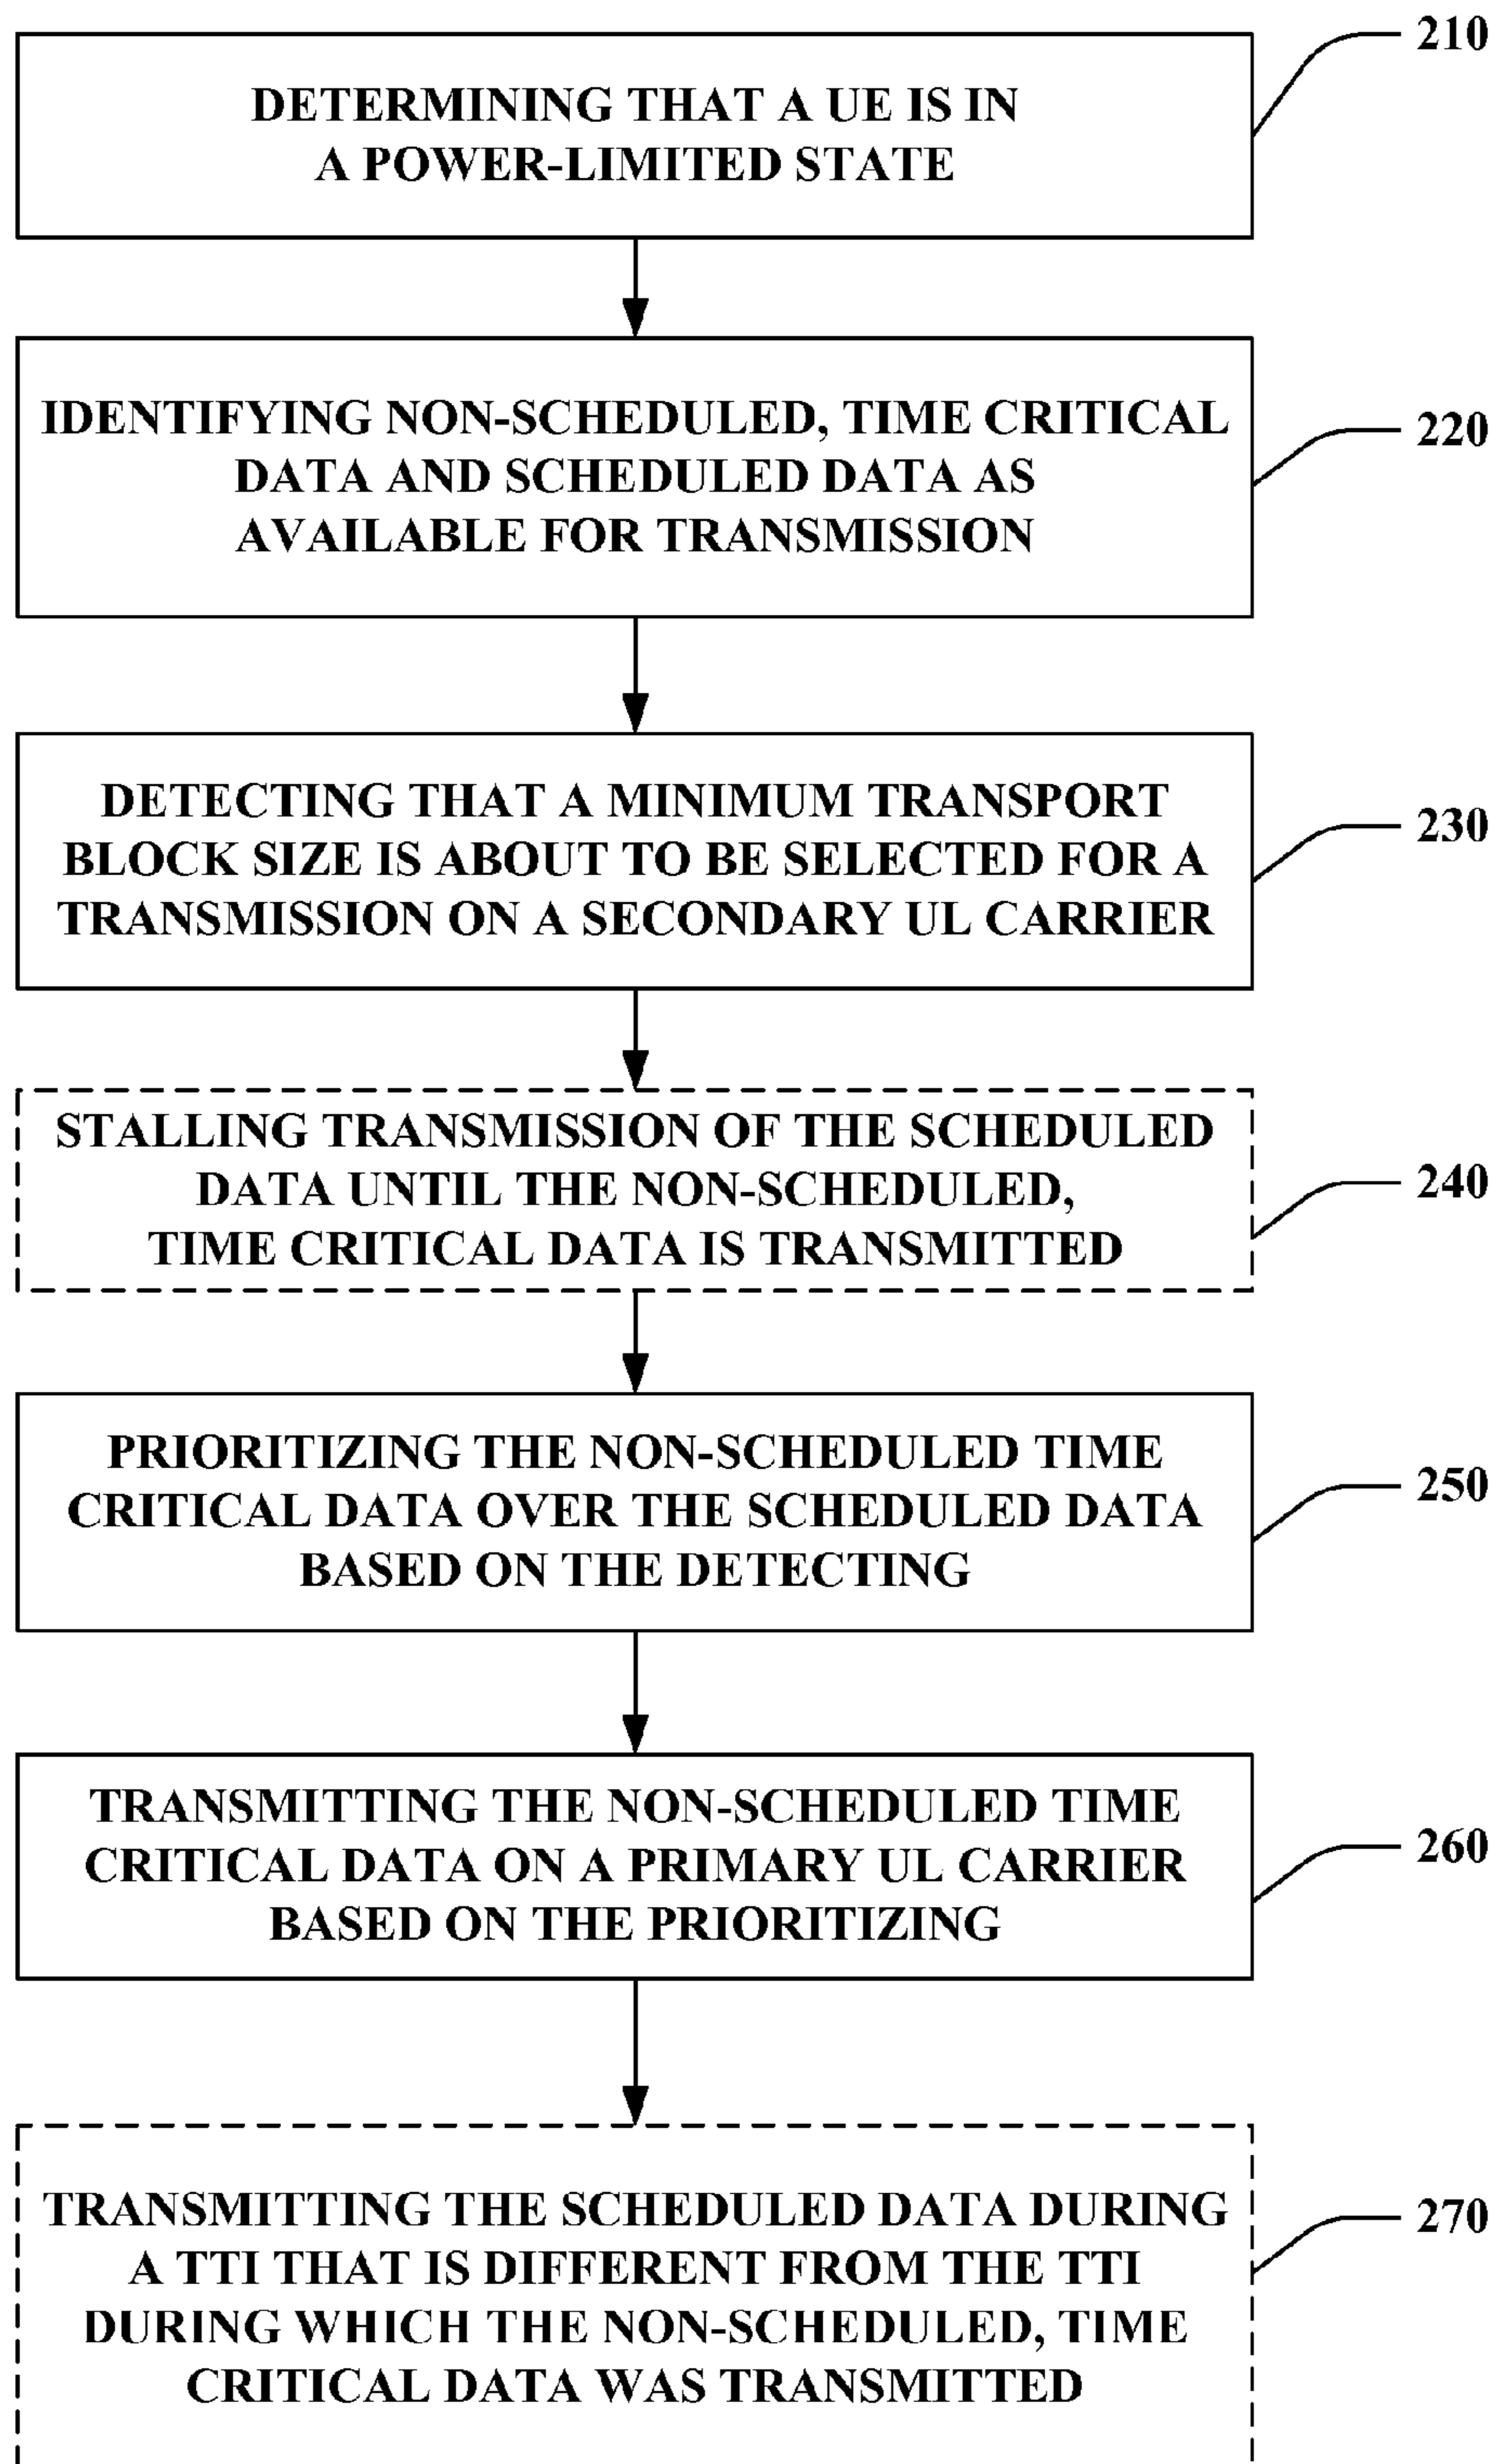 210
DETERMINING THAT A UE IS IN
A POWER-LIMITED STATE
IDENTIFYING NON-SCHEDULED, TIME CRITICAL
DATA AND SCHEDULED DATA AS
AVAILABLE FOR TRANSMISSION
220
DETECTING THAT A MINIMUM TRANSPORT
BLOCK SIZE IS ABOUT TO BE SELECTED FOR A
TRANSMISSION ON A SECONDARY UL CARRIER
230
STALLING TRANSMISSION OF THE SCHEDULED
DATA UNTIL THE NON-SCHEDULED,
TIME CRITICAL DATA IS TRANSMITTED
240
PRIORITIZING THE NON-SCHEDULED TIME
CRITICAL DATA OVER THE SCHEDULED DATA
BASED ON THE DETECTING
250
TRANSMITTING THE NON-SCHEDULED TIME
CRITICAL DATA ON A PRIMARY UL CARRIER
BASED ON THE PRIORITIZING
260
TRANSMITTING THE SCHEDULED DATA DURING
A TTI THAT IS DIFFERENT FROM THE TTI
DURING WHICH THE NON-SCHEDULED, TIME
CRITICAL DATA WAS TRANSMITTED
270